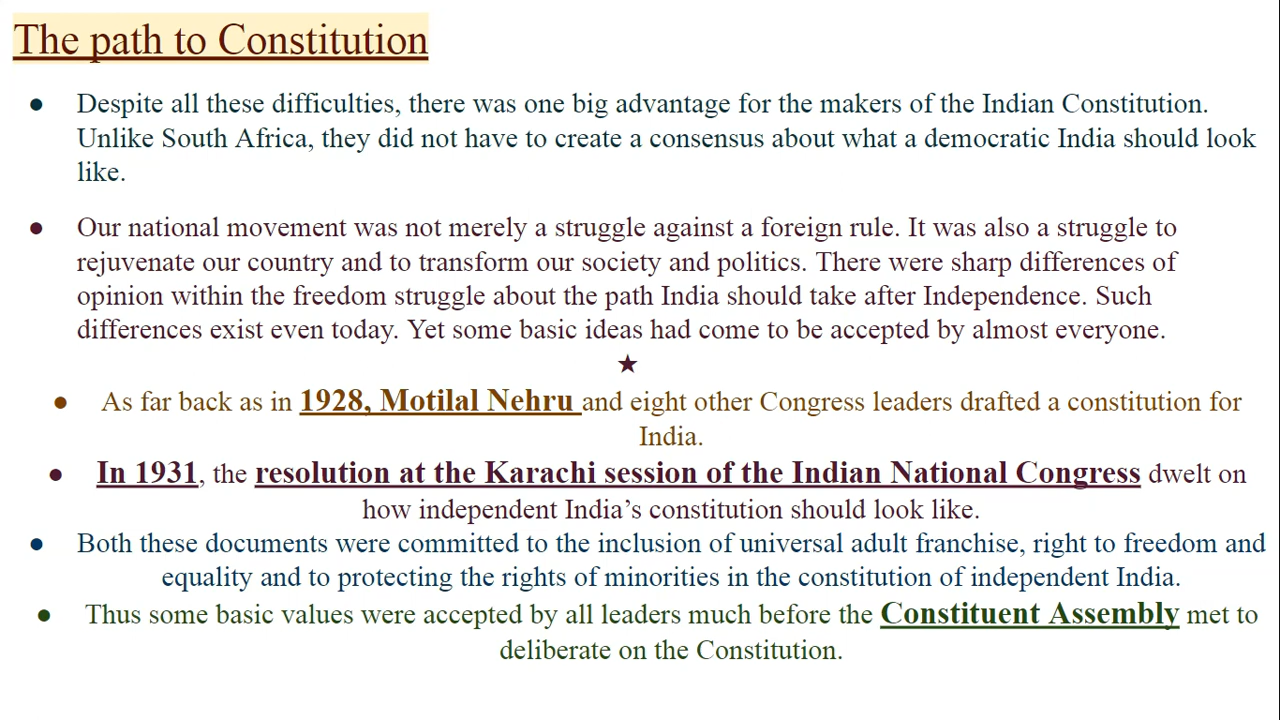 The path to Constitution
● Despite all these difficulties, there was one big advantage for the makers of the Indian Constitution.
Unlike South Africa, they did not have to create a consensus about what a democratic India should look
like.
● Our national movement was not merely a struggle against a foreign rule. It was also a struggle to
rejuvenate our country and to transform our society and politics. There were sharp differences of
opinion within the freedom struggle about the path India should take after Independence. Such
differences exist even today. Yet some basic ideas had come to be accepted by almost everyone.
★
● As far back as in 1928, Motilal Nehru and eight other Congress leaders drafted a constitution for
India.
● In 1931, the resolution at the Karachi session of the Indian National Congress dwelt on
how independent India’s constitution should look like.
● Both these documents were committed to the inclusion of universal adult franchise, right to freedom and
equality and to protecting the rights of minorities in the constitution of independent India.
● Thus some basic values were accepted by all leaders much before the Constituent Assembly met to
deliberate on the Constitution.